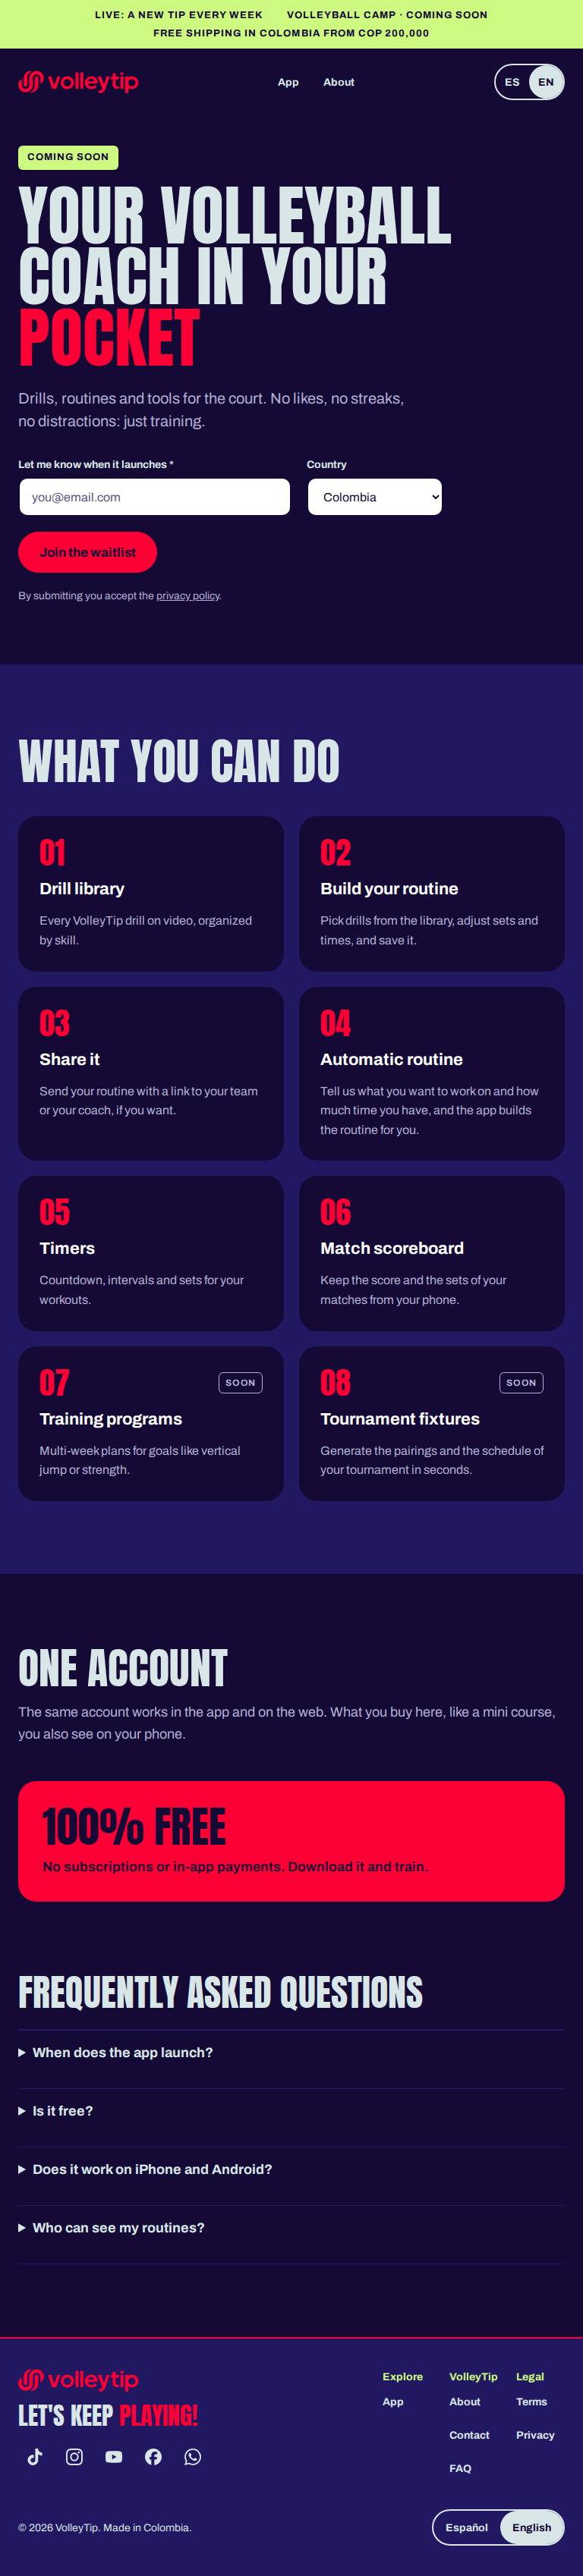 LIVE: A NEW TIP EVERY WEEK VOLLEYBALL CAMP · COMING SOON
FREE SHIPPING IN COLOMBIA FROM COP 200,000
volleytip App About ES EN
COMING SOON
YOUR VOLLEYBALL
COACH IN YOUR
POCKET
Drills, routines and tools for the court. No likes, no streaks,
no distractions: just training.
Let me know when it launches * Country
you@email.com Colombia
Join the waitlist
By submitting you accept the privacy policy.
WHAT YOU CAN DO
01
Drill library
Every VolleyTip drill on video, organized
by skill.
02
Build your routine
Pick drills from the library, adjust sets and
times, and save it.
03
Share it
Send your routine with a link to your team
or your coach, if you want.
04
Automatic routine
Tell us what you want to work on and how
much time you have, and the app builds
the routine for you.
05
Timers
Countdown, intervals and sets for your
workouts.
06
Match scoreboard
Keep the score and the sets of your
matches from your phone.
07 SOON
Training programs
Multi-week plans for goals like vertical
jump or strength.
08 SOON
Tournament fixtures
Generate the pairings and the schedule of
your tournament in seconds.
ONE ACCOUNT
The same account works in the app and on the web. What you buy here, like a mini course,
you also see on your phone.
100% FREE
No subscriptions or in-app payments. Download it and train.
FREQUENTLY ASKED QUESTIONS
When does the app launch?
Is it free?
Does it work on iPhone and Android?
Who can see my routines?
volleytip
LET'S KEEP PLAYING!
Explore
App
VolleyTip
About
Contact
FAQ
Legal
Terms
Privacy
© 2026 VolleyTip. Made in Colombia.
Español English